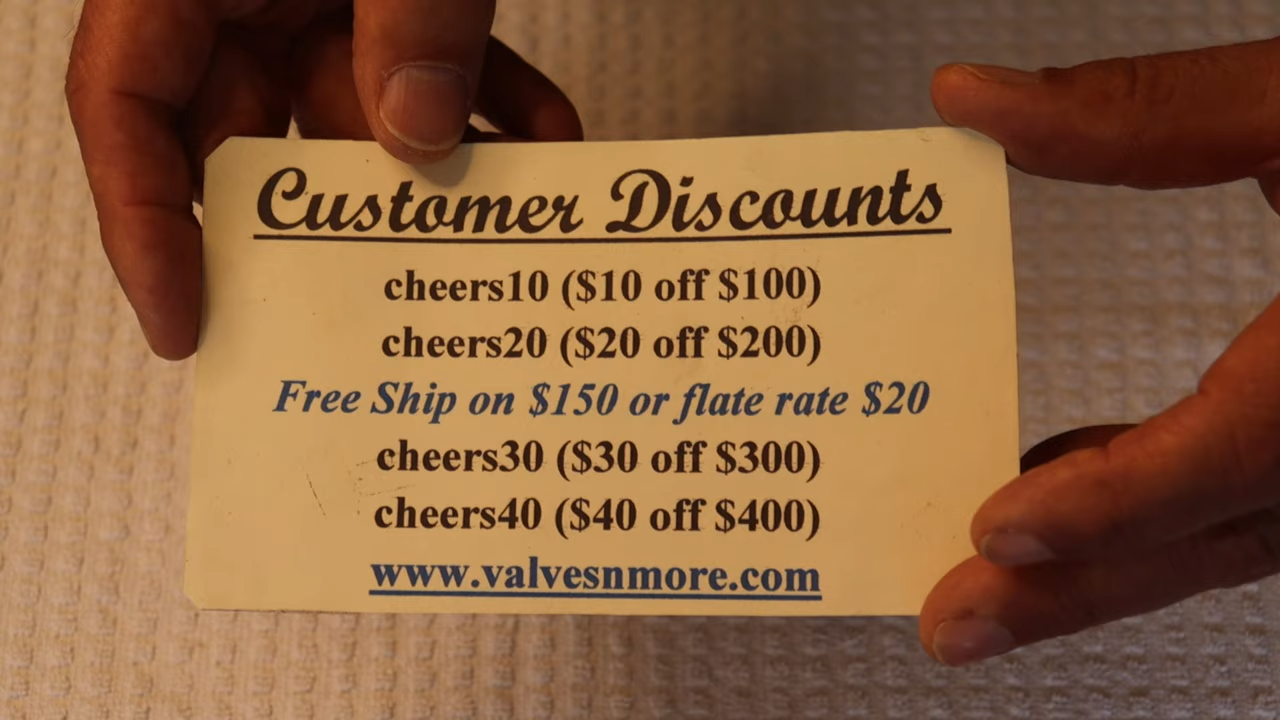 Customer Discounts
cheers10 ($10 off $100)
cheers20 ($20 off $200)
Free Ship on $150 or flate rate $20
cheers30 ($30 off $300)
cheers40 ($40 off $400)
www.valvesnmore.com